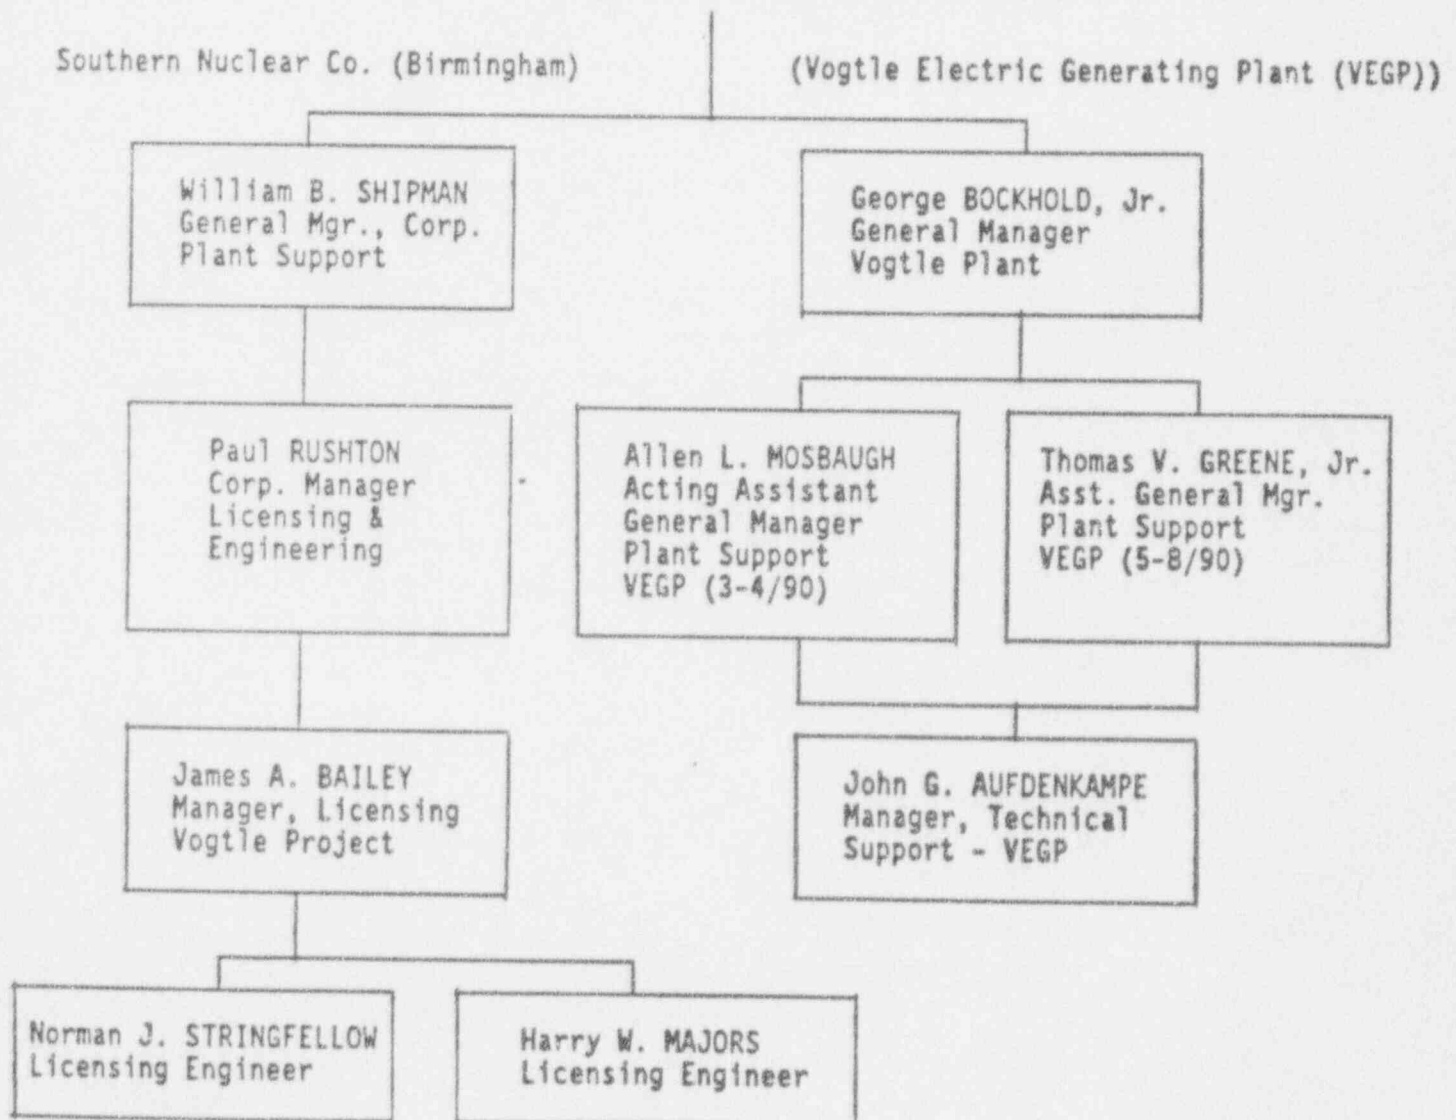 Southern Nuclear Co. (Birmingham)
(Vogtle Electric Generating Plant (VEGP))
William B. SHIPMAN
General Mgr., Corp.
Plant Support
George BOCKHOLD, Jr.
General Manager
Vogtle Plant
Paul RUSHTON
Corp. Manager
Licensing &
Engineering
Allen L. MOSBAUGH
Acting Assistant
General Manager
Plant Support
VEGP (3-4/90)
Thomas V. GREENE, Jr.
Asst. General Mgr.
Plant Support
VEGP (5-8/90)
James A. BAILEY
Manager, Licensing
Vogtle Project
John G. AUFDENKAMPE
Manager, Technical
Support - VEGP
Norman J. STRINGFELLOW
Licensing Engineer
Harry W. MAJORS
Licensing Engineer